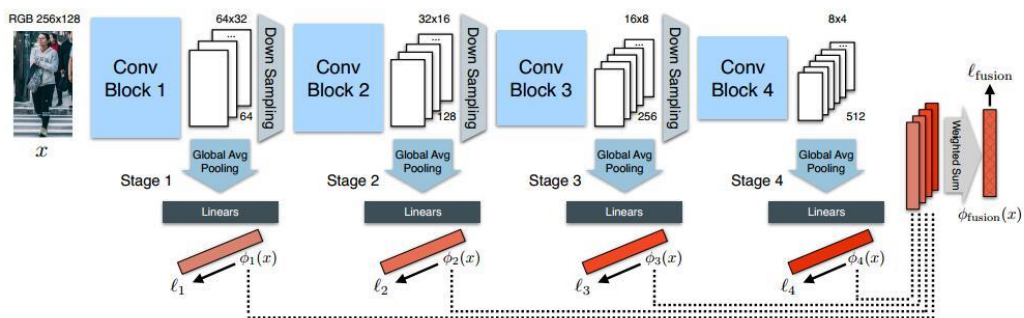 RGB 256x128
64x32
32x16
16x8
8x4
Conv
Block 1
...
64
Down Sampling
Conv
Block 2
...
128
Down Sampling
Conv
Block 3
...
256
Down Sampling
Conv
Block 4
...
512
x
Stage 1
Global Avg
Pooling
Stage 2
Global Avg
Pooling
Stage 3
Global Avg
Pooling
Stage 4
Global Avg
Pooling
Linears
Linears
Linears
Linears
ℓ₁
ϕ₁(x)
ℓ₂
ϕ₂(x)
ℓ₃
ϕ₃(x)
ℓ₄
ϕ₄(x)
Weighted Sum
ℓfusion
ϕfusion(x)